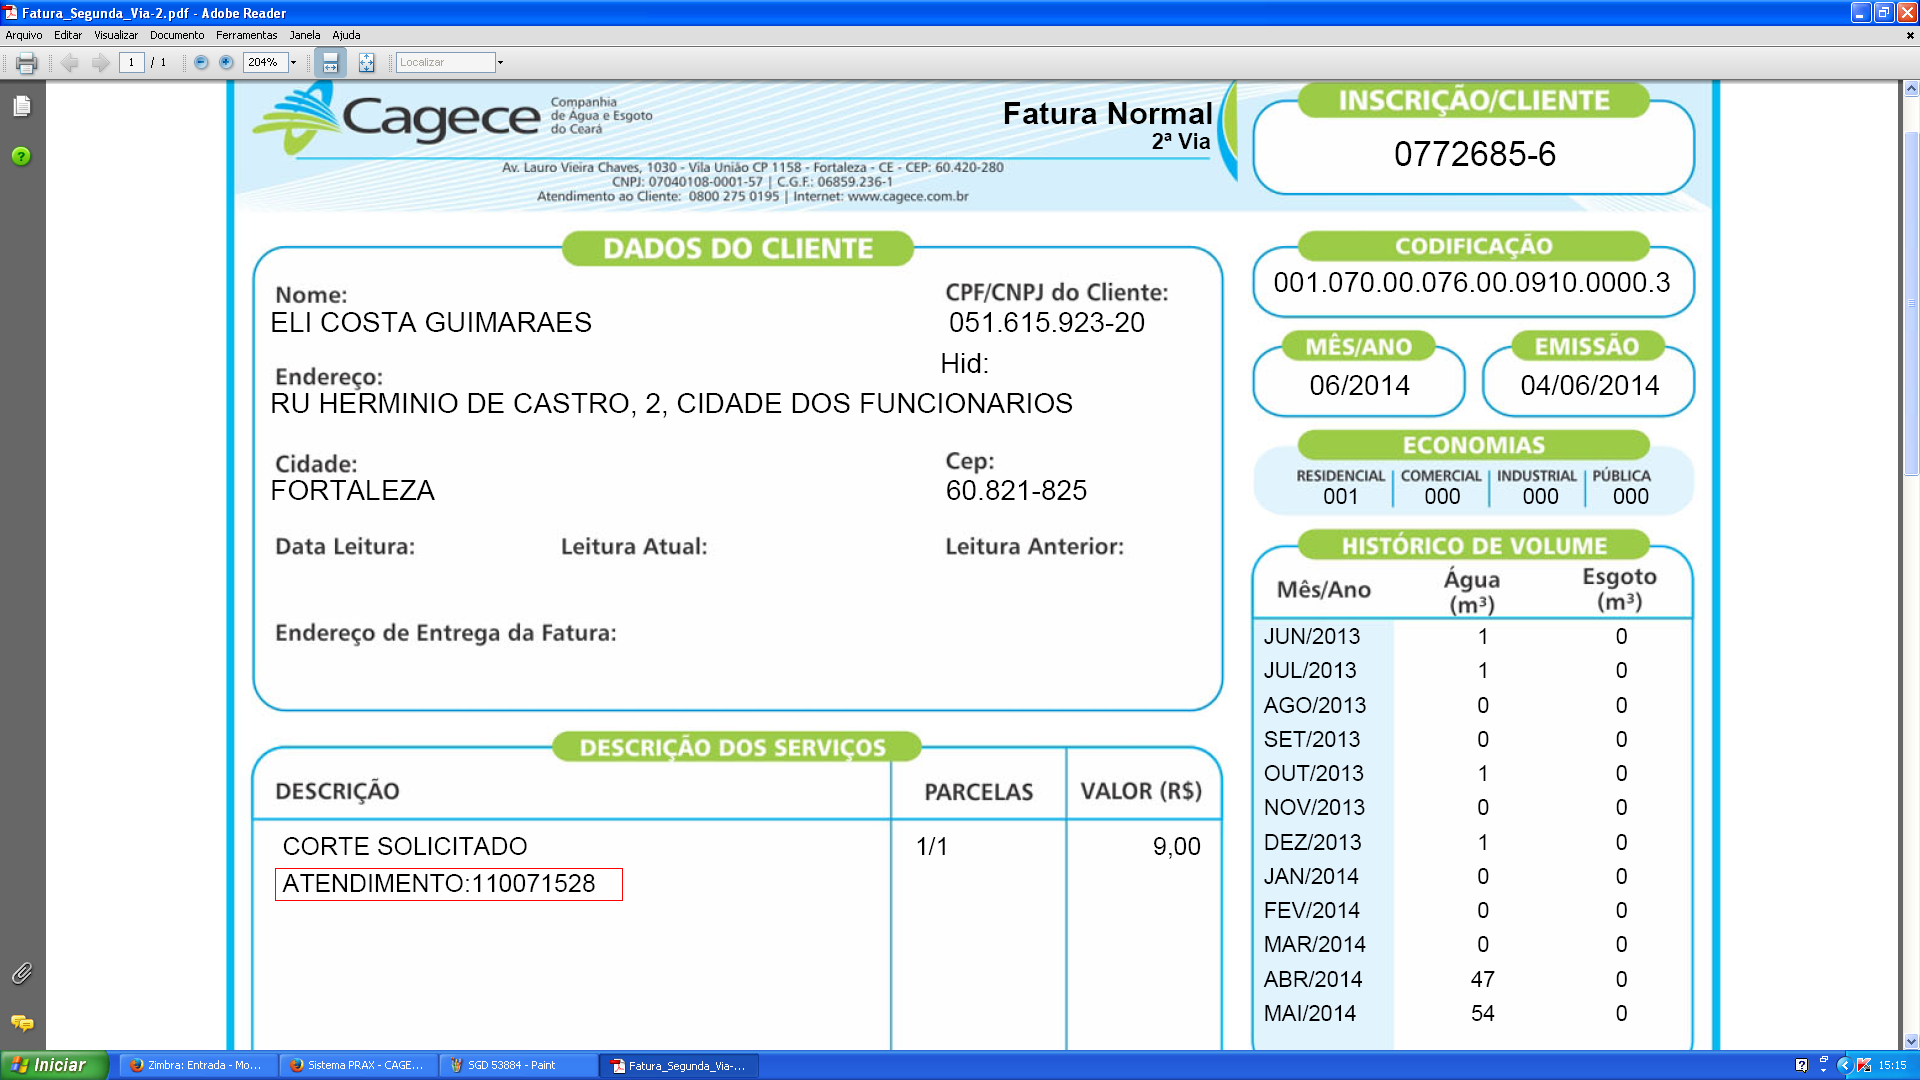 Fatura_Segunda_Via-2.pdf - Adobe Reader
Arquivo Editar Visualizar Documento Ferramentas Janela Ajuda
1 / 1 204% Localizar
Cagece
Companhia
de Água e Esgoto
do Ceará
Fatura Normal
2ª Via
Av. Lauro Vieira Chaves, 1030 - Vila União CP 1158 - Fortaleza - CE - CEP: 60.420-280
CNPJ: 07040108-0001-57 | C.G.F.: 06859.236-1
Atendimento ao Cliente: 0800 275 0195 | Internet: www.cagece.com.br
INSCRIÇÃO/CLIENTE
0772685-6
DADOS DO CLIENTE
Nome:
ELI COSTA GUIMARAES
CPF/CNPJ do Cliente:
051.615.923-20
Hid:
Endereço:
RU HERMINIO DE CASTRO, 2, CIDADE DOS FUNCIONARIOS
Cidade:
FORTALEZA
Cep:
60.821-825
Data Leitura: Leitura Atual: Leitura Anterior:
Endereço de Entrega da Fatura:
CODIFICAÇÃO
001.070.00.076.00.0910.0000.3
MÊS/ANO
06/2014
EMISSÃO
04/06/2014
ECONOMIAS
RESIDENCIAL COMERCIAL INDUSTRIAL PÚBLICA
001 000 000 000
HISTÓRICO DE VOLUME
Mês/Ano Água (m³) Esgoto (m³)
JUN/2013 1 0
JUL/2013 1 0
AGO/2013 0 0
SET/2013 0 0
OUT/2013 1 0
NOV/2013 0 0
DEZ/2013 1 0
JAN/2014 0 0
FEV/2014 0 0
MAR/2014 0 0
ABR/2014 47 0
MAI/2014 54 0
DESCRIÇÃO DOS SERVIÇOS
DESCRIÇÃO PARCELAS VALOR (R$)
CORTE SOLICITADO 1/1 9,00
ATENDIMENTO:110071528
Iniciar
Zimbra: Entrada - Mo...
Sistema PRAX - CAGE...
SGD 53884 - Paint
Fatura_Segunda_Via-...
15:15